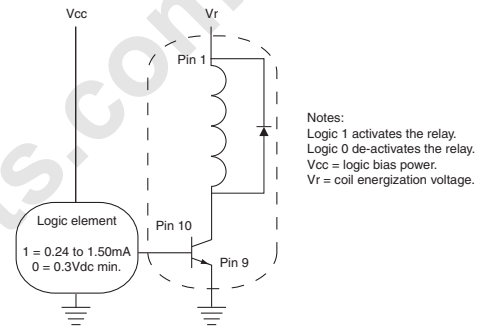 Vcc
Vr
Pin 1
Notes:
Logic 1 activates the relay.
Logic 0 de-activates the relay.
Vcc = logic bias power.
Vr = coil energization voltage.
Logic element
1 = 0.24 to 1.50mA
0 = 0.3Vdc min.
Pin 10
Pin 9
ts.com